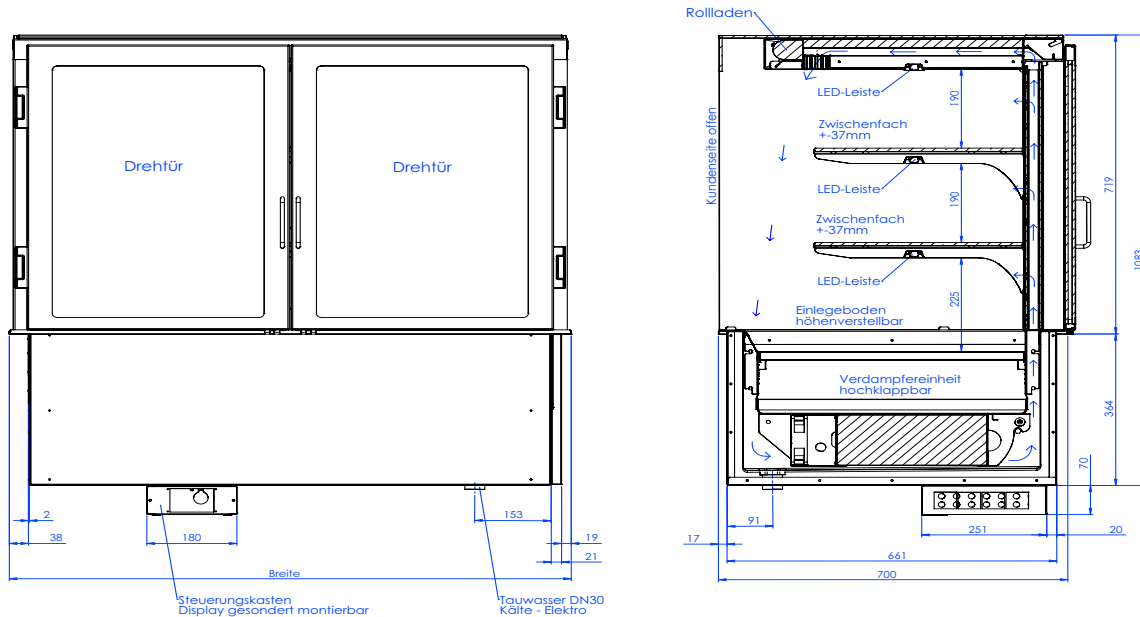 Drehtür
Drehtür
2
38
180
153
19
21
Breite
Steuerungskasten
Display gesondert montierbar
Tauwasser DN30
Kälte - Elektro
Rollladen
Kundenseite offen
LED-Leiste
190
Zwischenfach
+-37mm
LED-Leiste
190
Zwischenfach
+-37mm
LED-Leiste
225
Einlegeboden
höhenverstellbar
Verdampfereinheit
hochklappbar
719
1083
364
70
91
251
20
17
661
700